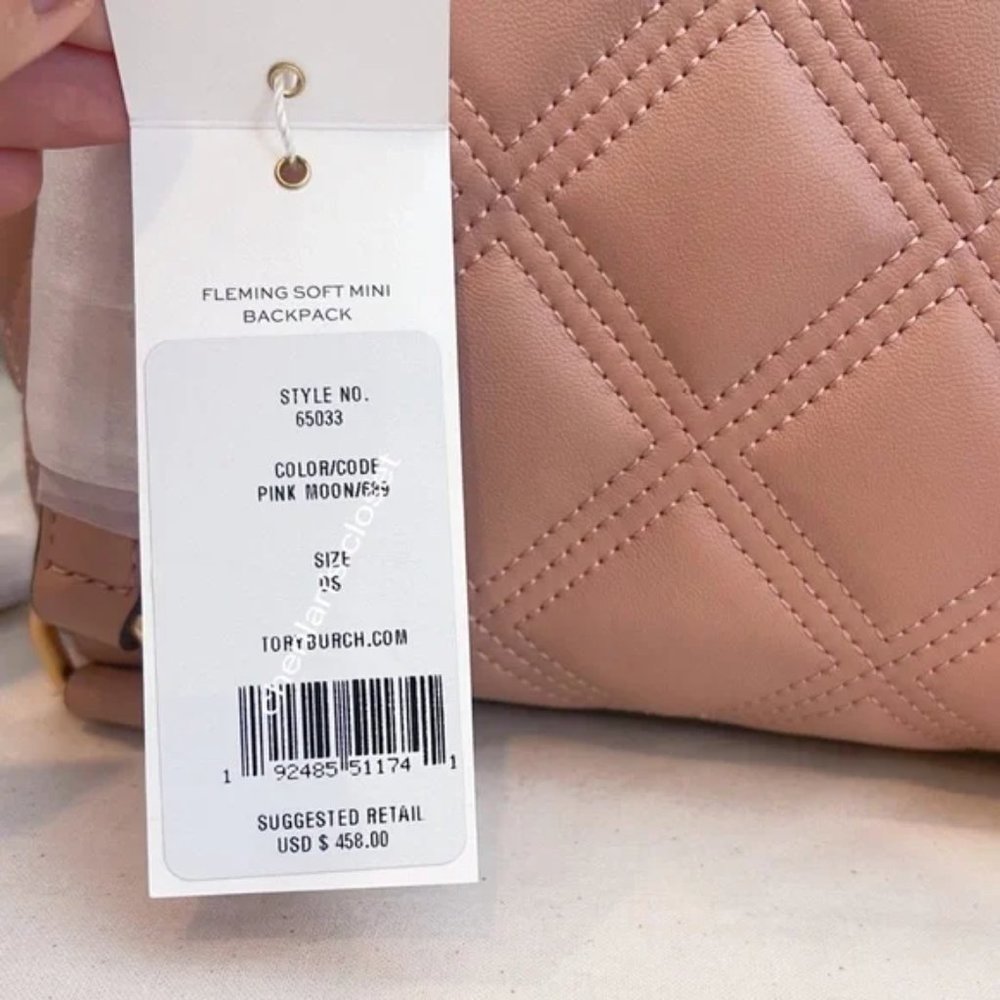 FLEMING SOFT MINI
BACKPACK
STYLE NO.
65033
COLOR/CODE
PINK MOON/689
SIZE
OS
TORYBURCH.COM
1 92485 51174 1
SUGGESTED RETAIL
USD $ 458.00